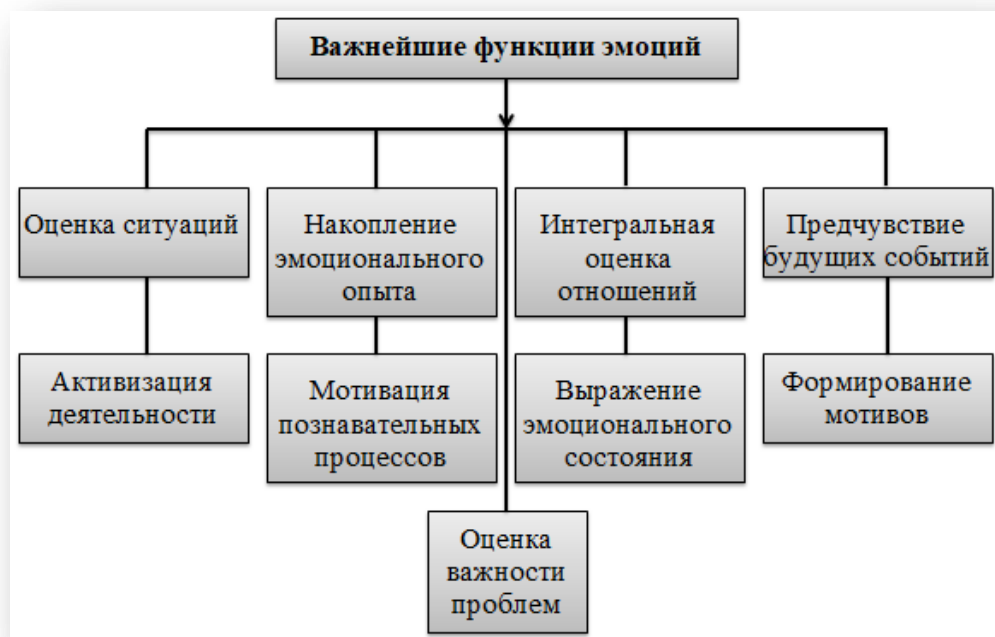 Важнейшие функции эмоций
Оценка ситуаций
Накопление
эмоционального
опыта
Интегральная
оценка
отношений
Предчувствие
будущих событий
Активизация
деятельности
Мотивация
познавательных
процессов
Выражение
эмоционального
состояния
Формирование
мотивов
Оценка
важности
проблем